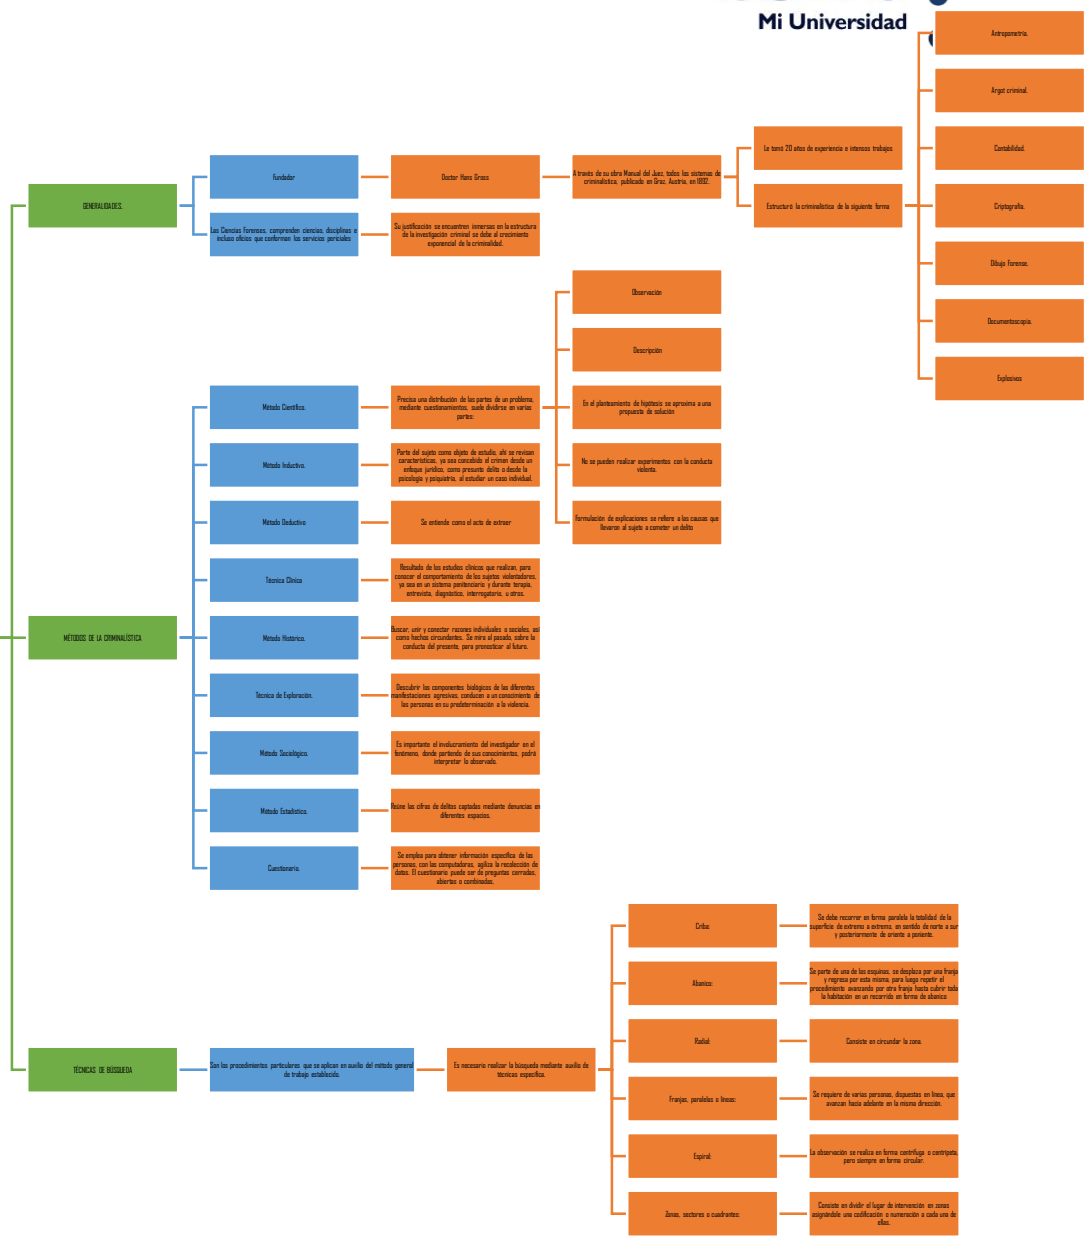 Mi Universidad
Antropometría.
Argot criminal.
Contabilidad.
Criptografía.
Dibujo Forense.
Documentoscopia.
Explosivos
Le tomó 20 años de experiencia e intensos trabajos
Estructuró la criminalística de la siguiente forma
GENERALIDADES.
Fundador
Doctor Hans Gross
A través de su obra Manual del Juez, todos los sistemas de
criminalística, publicado en Graz, Austria, en 1892.
Las Ciencias Forenses, comprenden ciencias, disciplinas e
incluso oficios que conforman los servicios periciales
Su justificación se encuentren inmersas en la estructura
de la investigación criminal se debe al crecimiento
exponencial de la criminalidad.
MÉTODOS DE LA CRIMINALÍSTICA
Método Científico.
Precisa una distribución de las partes de un problema,
mediante cuestionamientos, suele dividirse en varias
partes:
Observación
Descripción
En el planteamiento de hipótesis se aproxima a una
propuesta de solución
No se pueden realizar experimentos con la conducta
violenta.
Formulación de explicaciones se refiere a las causas que
llevaron al sujeto a cometer un delito
Método Inductivo.
Parte del sujeto como objeto de estudio, ahí se revisan
características, ya sea concebido el crimen desde un
enfoque jurídico, como presunto delito o desde la
psicología y psiquiatría, al estudiar un caso individual.
Método Deductivo
Se entiende como el acto de extraer
Técnica Clínica
Resultado de los estudios clínicos que realizan, para
conocer el comportamiento de los sujetos violentadores,
ya sea en un sistema penitenciario y durante terapia,
entrevista, diagnóstico, interrogatorio, u otros.
Método Histórico.
Buscar, unir y conectar razones individuales o sociales, así
como hechos circundantes. Se mira al pasado, sobre la
conducta del presente, para pronosticar al futuro.
Técnica de Exploración.
Descubrir los componentes biológicos de las diferentes
manifestaciones agresivas, conducen a un conocimiento de
las personas en su predeterminación a la violencia.
Método Sociológico.
Es importante el involucramiento del investigador en el
fenómeno, donde partiendo de sus conocimientos, podrá
interpretar lo observado.
Método Estadístico.
Reúne las cifras de delitos captadas mediante denuncias en
diferentes espacios.
Cuestionario.
Se emplea para obtener información específica de las
personas, con las computadoras, agiliza la recolección de
datos. El cuestionario puede ser de preguntas cerradas,
abiertas o combinadas,
TÉCNICAS DE BÚSQUEDA
Son los procedimientos particulares que se aplican en auxilio del método general
de trabajo establecido.
Es necesario realizar la búsqueda mediante auxilio de
técnicas específica.
Criba:
Se debe recorrer en forma paralela la totalidad de la
superficie de extremo a extremo, en sentido de norte a sur
y posteriormente de oriente a poniente.
Abanico:
Se parte de una de las esquinas, se desplaza por una franja
y regresa por esta misma, para luego repetir el
procedimiento avanzando por otra franja hasta cubrir toda
la habitación en un recorrido en forma de abanico
Radial:
Consiste en circundar la zona.
Franjas, paralelas o líneas:
Se requiere de varias personas, dispuestas en línea, que
avanzan hacia adelante en la misma dirección.
Espiral:
La observación se realiza en forma centrífuga o centrípeta,
pero siempre en forma circular.
Zonas, sectores o cuadrantes:
Consiste en dividir el lugar de intervención en zonas
asignándole una codificación o numeración a cada una de
ellas.